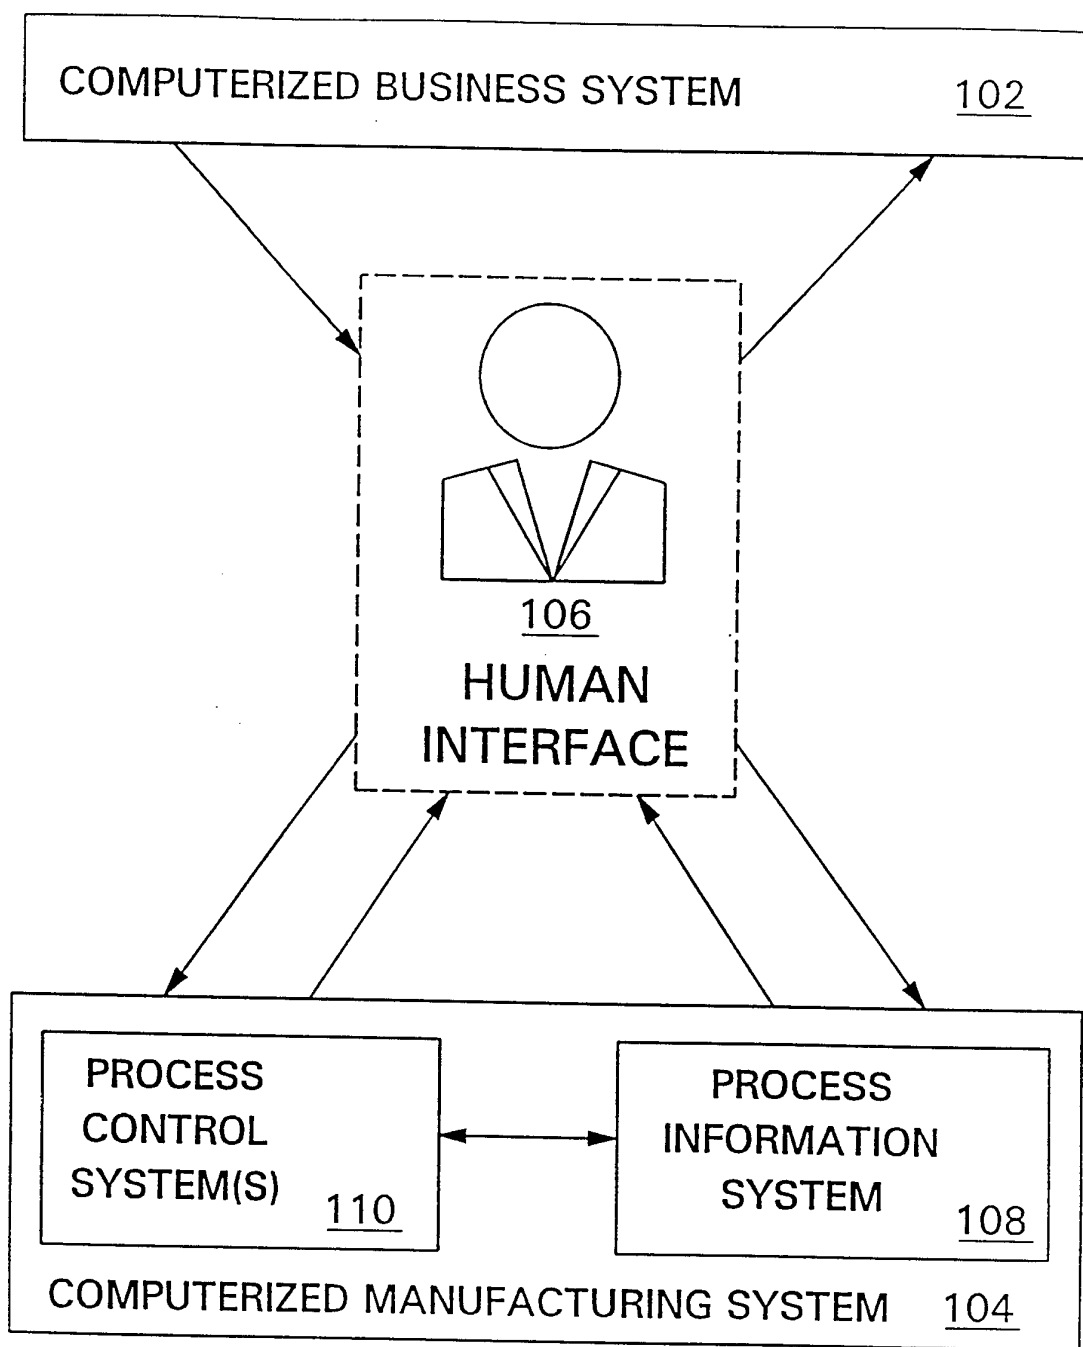 COMPUTERIZED BUSINESS SYSTEM 102
106
HUMAN
INTERFACE
PROCESS
CONTROL
SYSTEM(S) 110
PROCESS
INFORMATION
SYSTEM 108
COMPUTERIZED MANUFACTURING SYSTEM 104